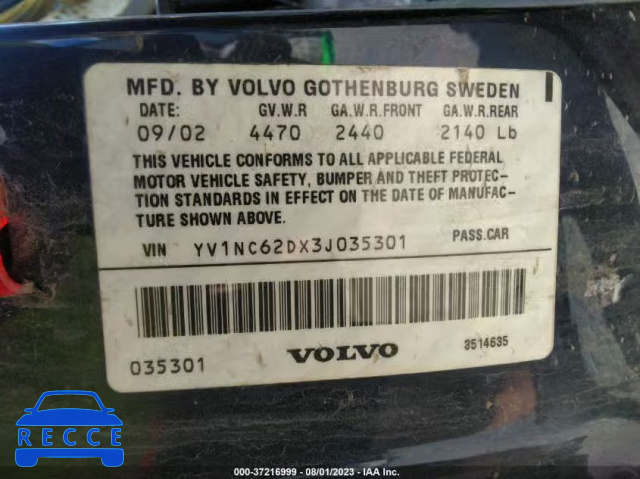 MFD. BY VOLVO GOTHENBURG SWEDEN
DATE: GV.W.R GA.W.R.FRONT GA.W.R.REAR
09/02 4470 2440 2140 Lb
THIS VEHICLE CONFORMS TO ALL APPLICABLE FEDERAL
MOTOR VEHICLE SAFETY, BUMPER AND THEFT PROTEC-
TION STANDARDS IN EFFECT ON THE DATE OF MANUFAC-
TURE SHOWN ABOVE.
VIN YV1NC62DX3J035301 PASS.CAR
035301 VOLVO 3514635
RECCE
000-37216999 - 08/01/2023 - IAA Inc.